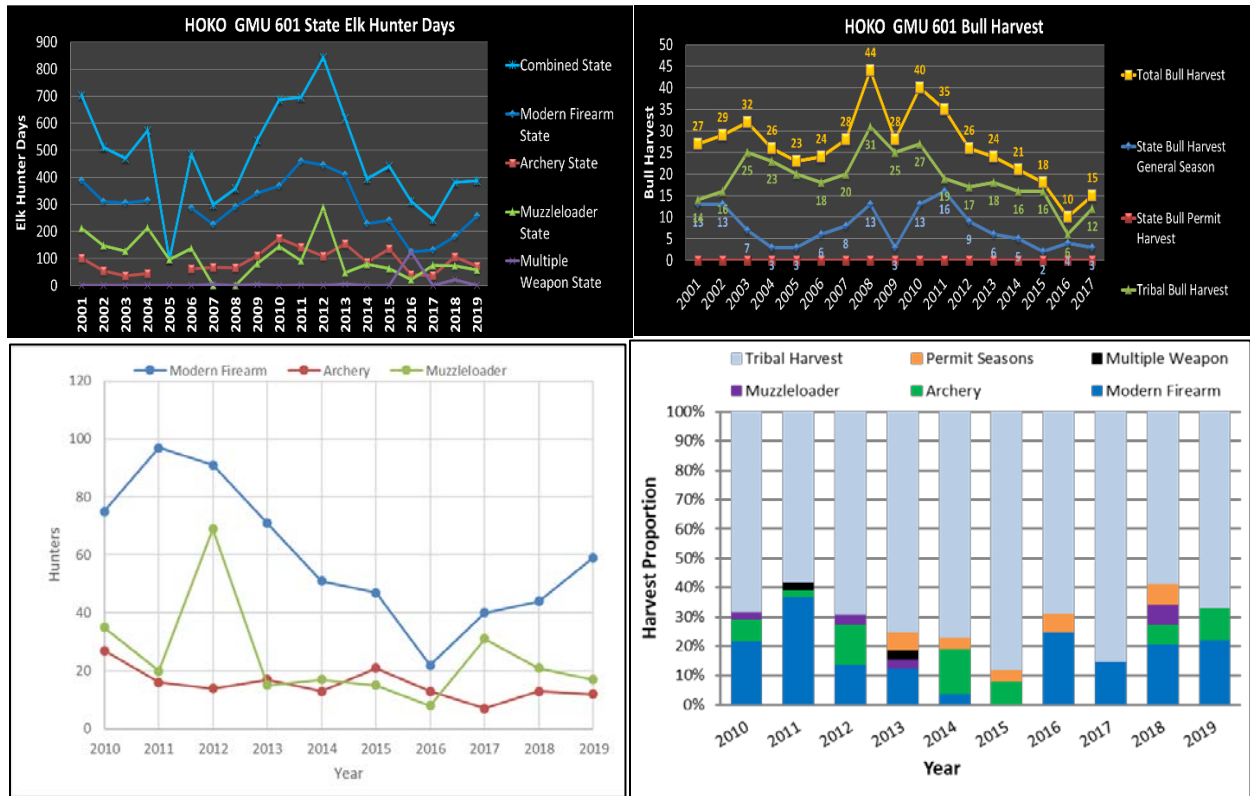 HOKO GMU 601 State Elk Hunter Days
900
800
700
600
500
400
300
200
100
0
Elk Hunter Days
2001 2002 2003 2004 2005 2006 2007 2008 2009 2010 2011 2012 2013 2014 2015 2016 2017 2018 2019
Combined State
Modern Firearm
State
Archery State
Muzzleloader
State
Multiple
Weapon State
HOKO GMU 601 Bull Harvest
50
45
40
35
30
25
20
15
10
5
0
Bull Harvest
27 29 32 26 23 24 28 44 28 40 35 26 24 21 18 10 15
14 16 25 23 18 20 31 25 27 19 17 18 16 16 6 12
13 13 7 3 3 6 8 13 3 13 16 9 6 5 2 4 3
2001 2002 2003 2004 2005 2006 2007 2008 2009 2010 2011 2012 2013 2014 2015 2016 2017
Total Bull Harvest
State Bull Harvest
General Season
State Bull Permit
Harvest
Tribal Bull Harvest
Modern Firearm Archery Muzzleloader
120
100
80
60
40
20
0
Hunters
2010 2011 2012 2013 2014 2015 2016 2017 2018 2019
Year
Tribal Harvest Permit Seasons Multiple Weapon
Muzzleloader Archery Modern Firearm
100%
90%
80%
70%
60%
50%
40%
30%
20%
10%
0%
Harvest Proportion
2010 2011 2012 2013 2014 2015 2016 2017 2018 2019
Year